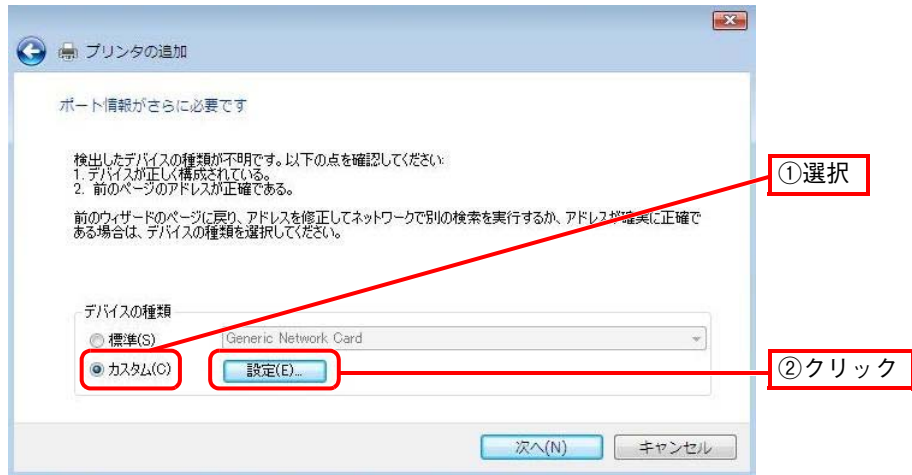 プリンタの追加
ポート情報がさらに必要です
検出したデバイスの種類が不明です。以下の点を確認してください:
1. デバイスが正しく構成されている。
2. 前のページのアドレスが正確である。
前のウィザードのページに戻り、アドレスを修正してネットワークで別の検索を実行するか、アドレスが確実に正確で
ある場合は、デバイスの種類を選択してください。
①選択
デバイスの種類
標準(S)
Generic Network Card
カスタム(C)
設定(E)...
②クリック
次へ(N)
キャンセル